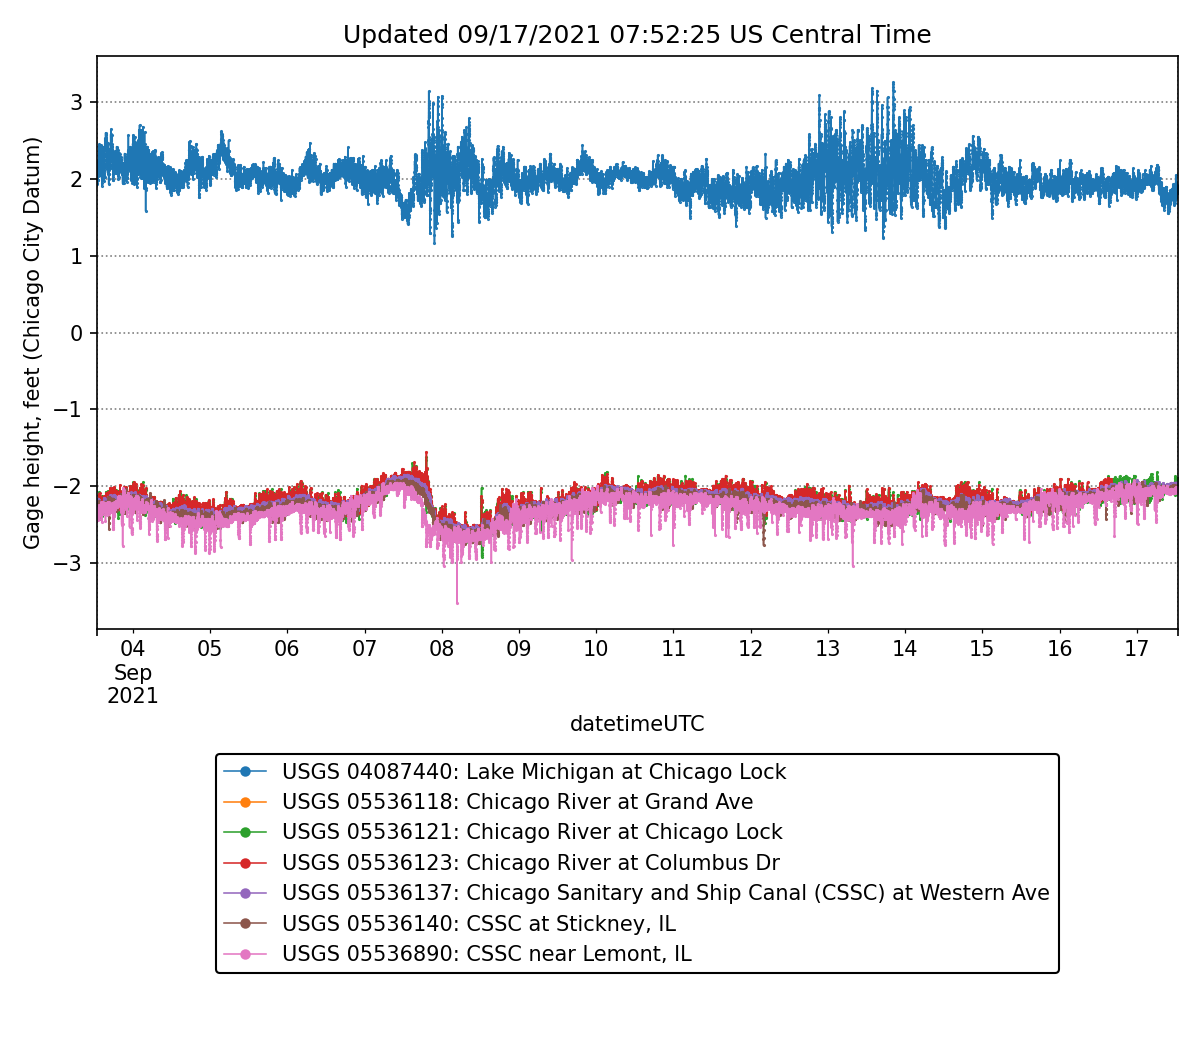 Updated 09/17/2021 07:52:25 US Central Time
Gage height, feet (Chicago City Datum)
3
2
1
0
−1
−2
−3
04 05 06 07 08 09 10 11 12 13 14 15 16 17
Sep
2021
datetimeUTC
USGS 04087440: Lake Michigan at Chicago Lock
USGS 05536118: Chicago River at Grand Ave
USGS 05536121: Chicago River at Chicago Lock
USGS 05536123: Chicago River at Columbus Dr
USGS 05536137: Chicago Sanitary and Ship Canal (CSSC) at Western Ave
USGS 05536140: CSSC at Stickney, IL
USGS 05536890: CSSC near Lemont, IL